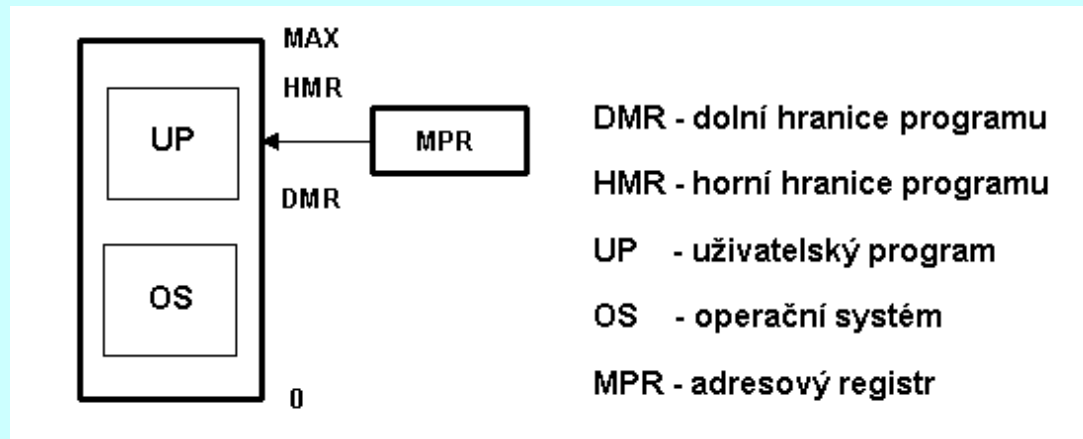 MAX
HMR
UP
MPR
DMR
OS
0
DMR - dolní hranice programu
HMR - horní hranice programu
UP - uživatelský program
OS - operační systém
MPR - adresový registr